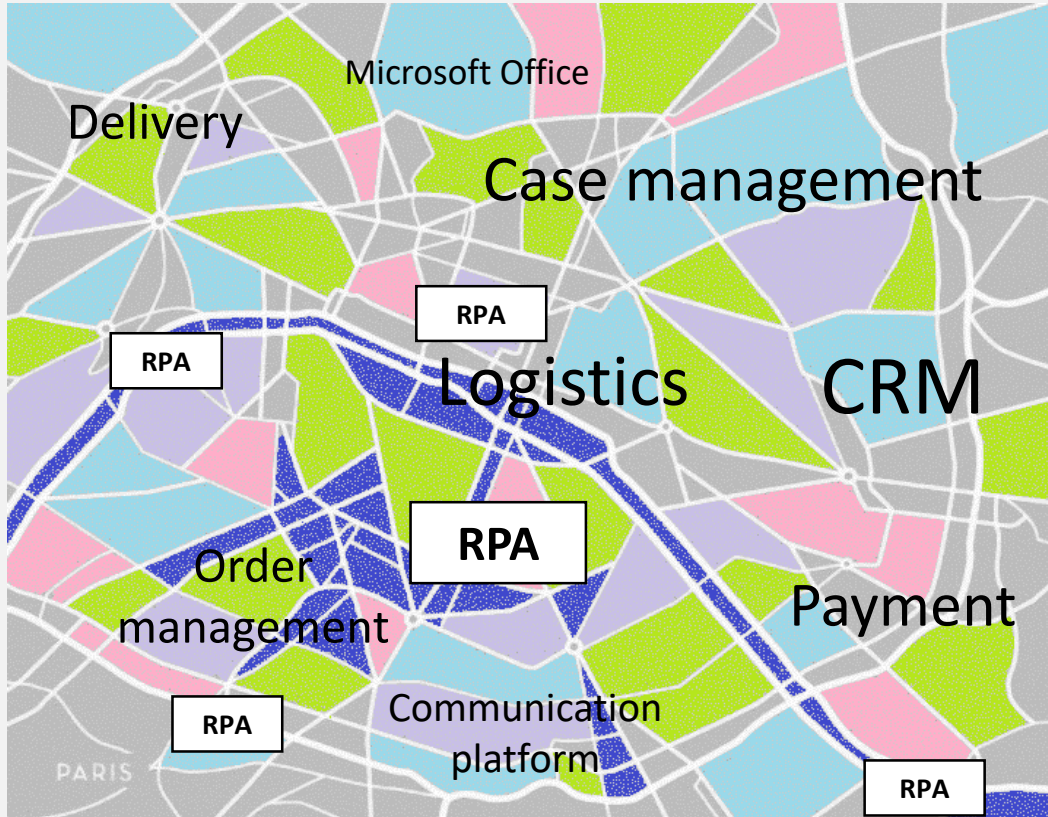 Microsoft Office
Delivery
Case management
RPA
RPA
Logistics
CRM
RPA
Order
management
Payment
RPA
Communication
platform
PARIS
RPA